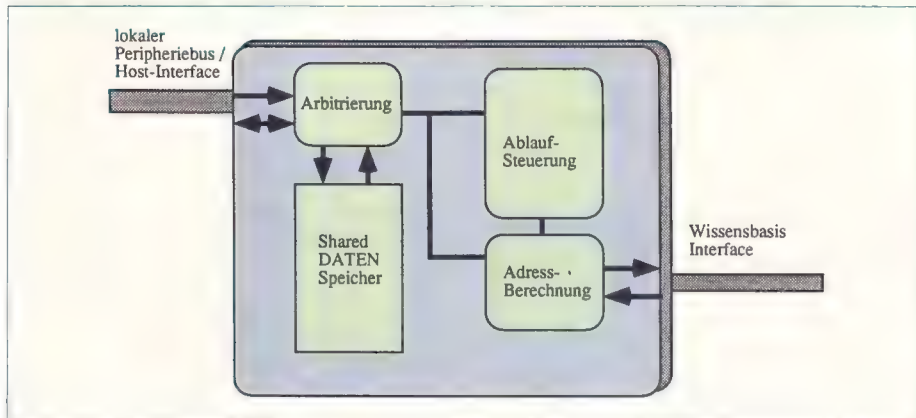 lokaler
Peripheriebus /
Host-Interface
Arbitrierung
Ablauf-
Steuerung
Shared
DATEN
Speicher
Adress-
Berechnung
Wissensbasis
Interface